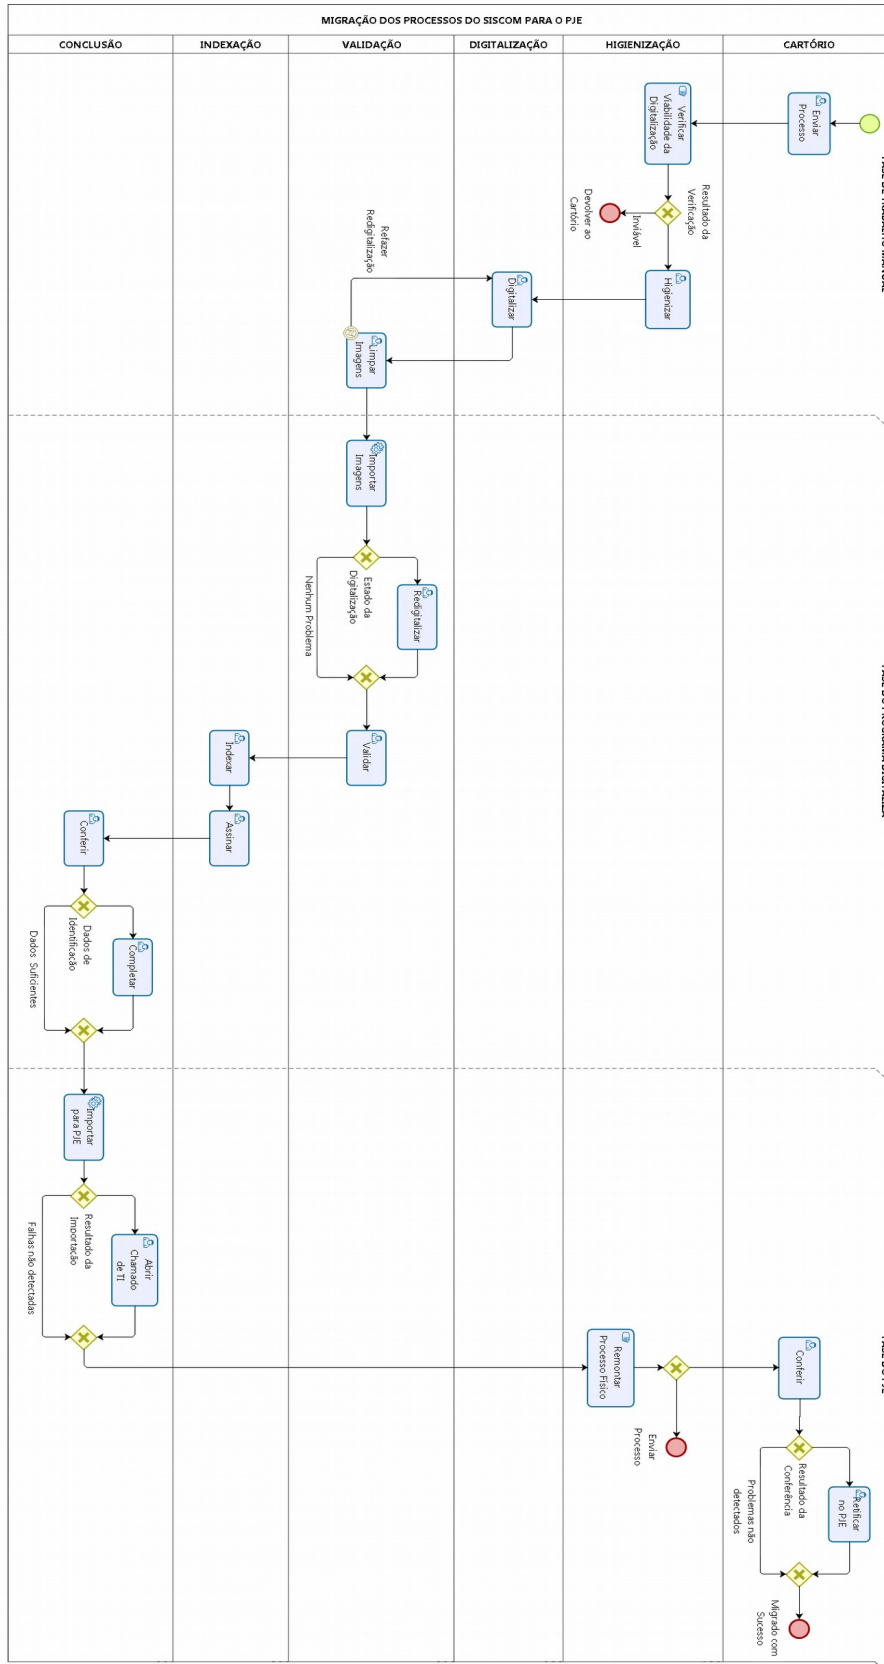 MIGRAÇÃO DOS PROCESSOS DO SISCOM PARA O PJE
CONCLUSÃO
INDEXAÇÃO
VALIDAÇÃO
DIGITALIZAÇÃO
HIGIENIZAÇÃO
CARTÓRIO
Enviar
Processo
Verificar
Viabilidade da
Digitalização
Resultado da
Verificação
Inviável
Devolver ao
Cartório
Higienizar
Digitalizar
Refazer
Redigitalização
Limpar
Imagens
Importar
Imagens
Estado da
Digitalização
Redigitalizar
Nenhum Problema
Validar
Indexar
Assinar
Conferir
Dados de
Identificação
Completar
Dados Suficientes
Importar
para PJE
Resultado da
Importação
Abrir
Chamado
de TI
Falhas não detectadas
Remontar
Processo Físico
Enviar
Processo
Conferir
Resultado da
Conferência
Retificar
no PJE
Problemas não
detectados
Migrado com
Sucesso